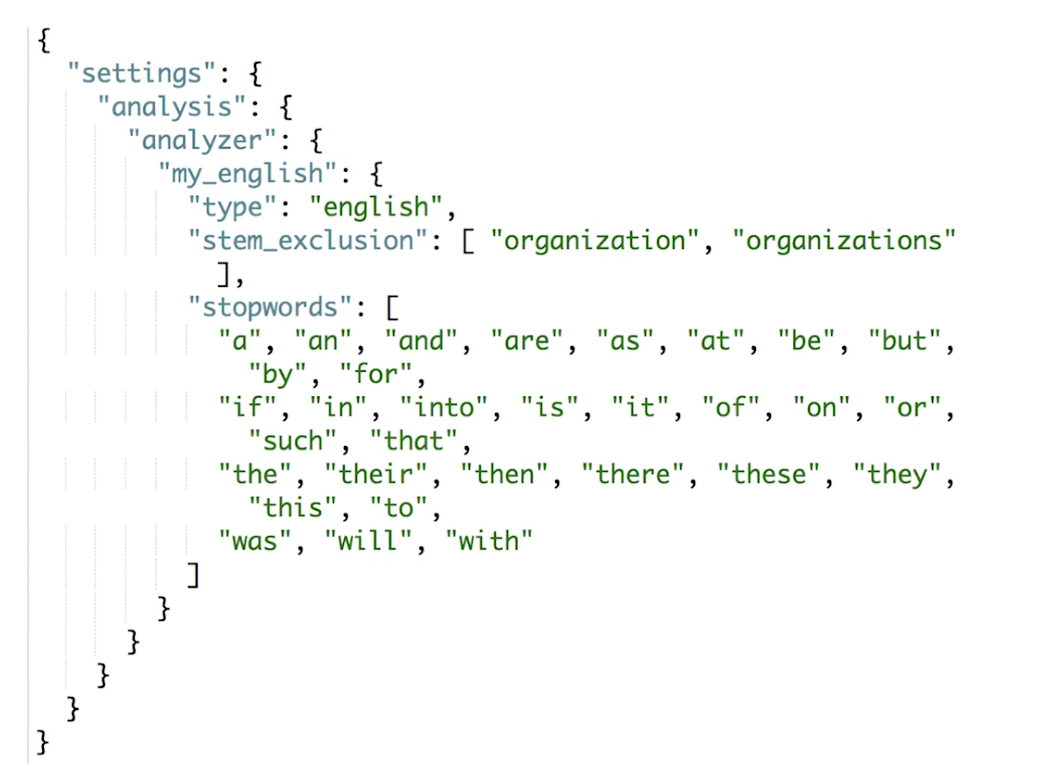 {
  "settings": {
    "analysis": {
      "analyzer": {
        "my_english": {
          "type": "english",
          "stem_exclusion": [ "organization", "organizations"
            ],
          "stopwords": [
            "a", "an", "and", "are", "as", "at", "be", "but",
              "by", "for",
            "if", "in", "into", "is", "it", "of", "on", "or",
              "such", "that",
            "the", "their", "then", "there", "these", "they",
              "this", "to",
            "was", "will", "with"
          ]
        }
      }
    }
  }
}